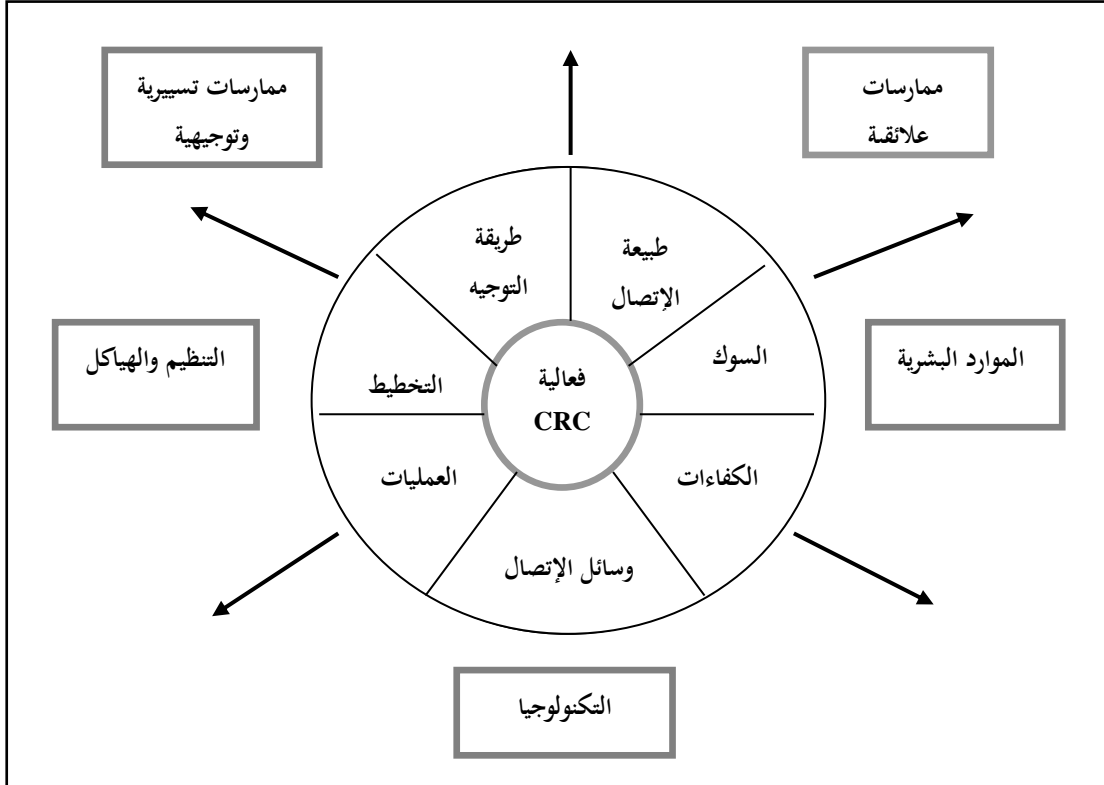 ممارسات
علائقىة
ممارسات تسييرية
وتوجيهية
طبيعة
الإتصال
طريقة
التوجيه
السوك
فعالية
CRC
التخطيط
الموارد البشرية
التنظيم والهياكل
الكفاءات
العمليات
وسائل الإتصال
التكنولوجيا